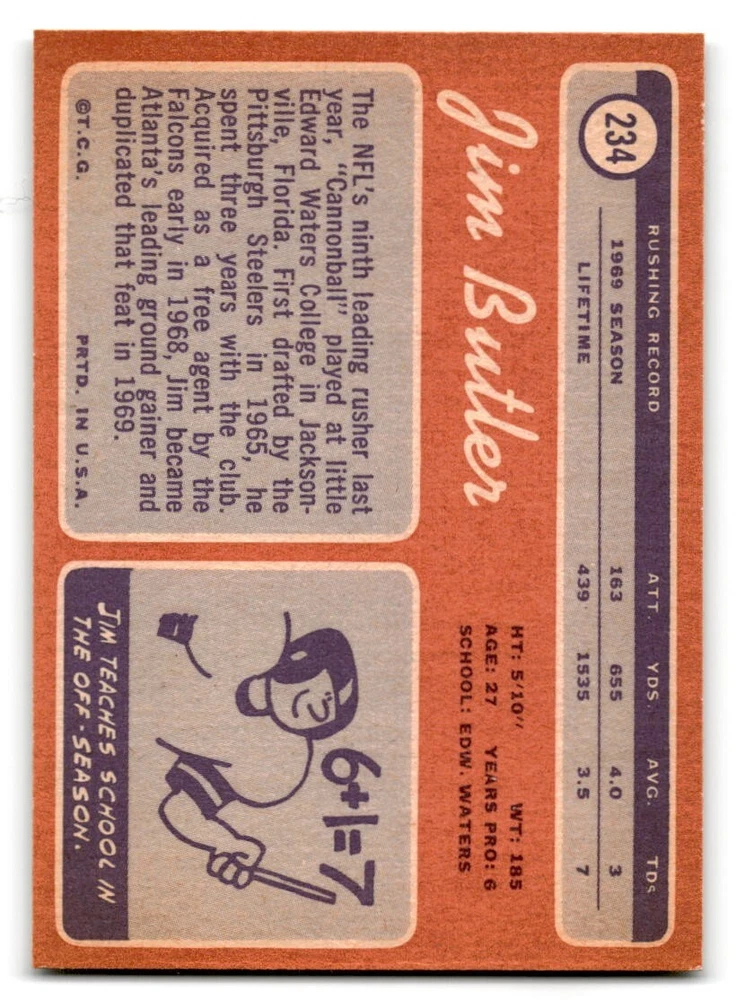 234
RUSHING RECORD ATT. YDS. AVG. TDS
1969 SEASON 163 655 4.0 3
LIFETIME 439 1535 3.5 7
Jim Butler
HT: 5'10" WT: 185
AGE: 27 YEARS PRO: 6
SCHOOL: EDW. WATERS
The NFL's ninth leading rusher last
year, "Cannonball" played at little
Edward Waters College in Jackson-
ville, Florida. First drafted by the
Pittsburgh Steelers in 1965, he
spent three years with the club.
Acquired as a free agent by the
Falcons early in 1968, Jim became
Atlanta's leading ground gainer and
duplicated that feat in 1969.
©T.C.G. PRTD. IN U.S.A.
6+1=7
JIM TEACHES SCHOOL IN
THE OFF-SEASON.